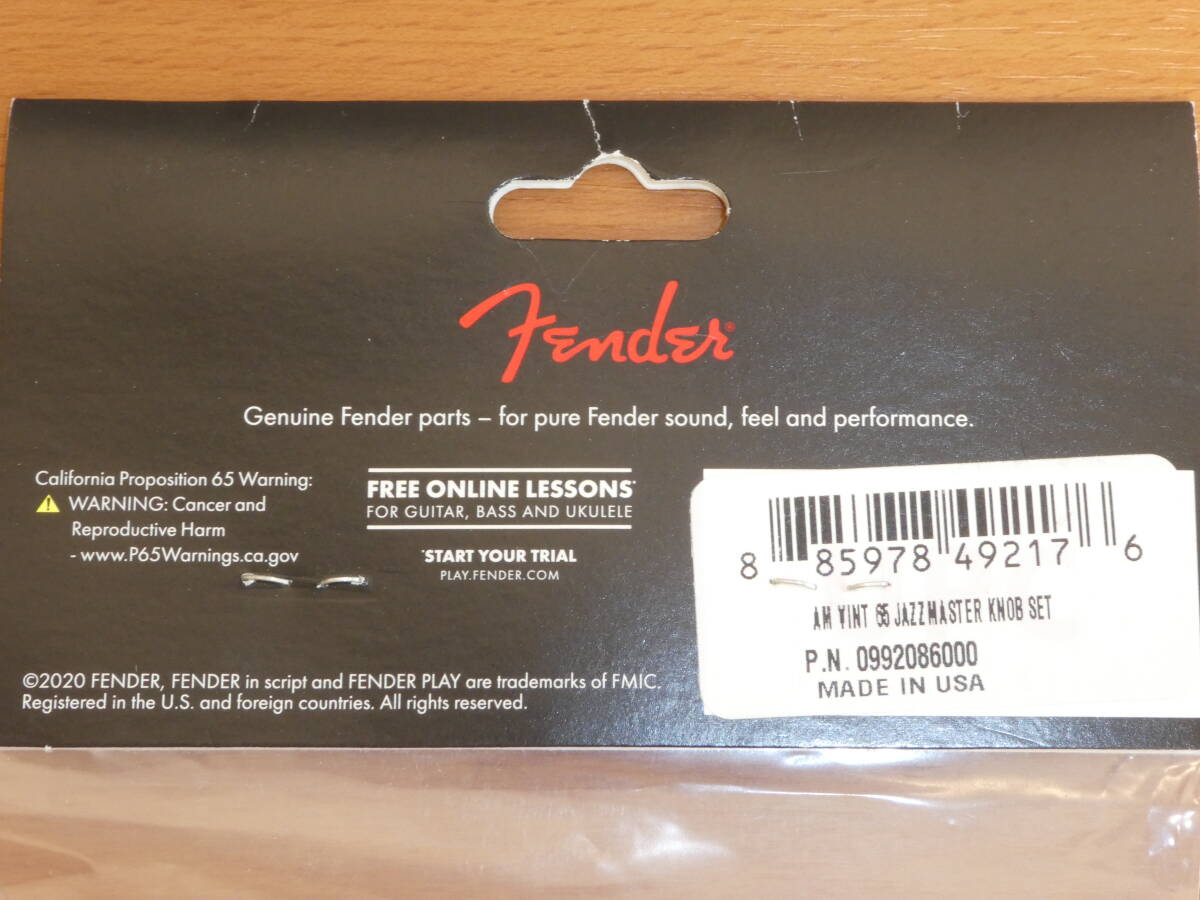 Fender®
Genuine Fender parts – for pure Fender sound, feel and performance.
California Proposition 65 Warning:
WARNING: Cancer and
Reproductive Harm
- www.P65Warnings.ca.gov
FREE ONLINE LESSONS*
FOR GUITAR, BASS AND UKULELE
*START YOUR TRIAL
PLAY.FENDER.COM
©2020 FENDER, FENDER in script and FENDER PLAY are trademarks of FMIC.
Registered in the U.S. and foreign countries. All rights reserved.
8 85978 49217 6
AM VINT 65 JAZZMASTER KNOB SET
P.N. 0992086000
MADE IN USA